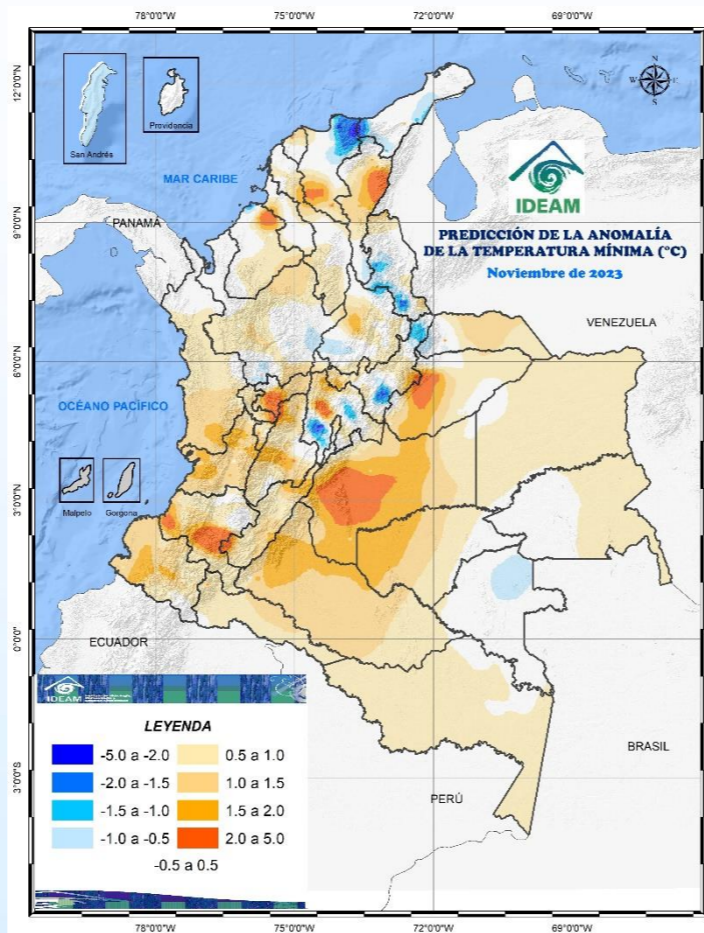 78°0'0"W 75°0'0"W 72°0'0"W 69°0'0"W
12°0'0"N
9°0'0"N
6°0'0"N
3°0'0"N
0°0'0"
3°0'0"S
San Andrés
Providencia
N
W
S
MAR CARIBE
PANAMÁ
IDEAM
PREDICCIÓN DE LA ANOMALÍA
DE LA TEMPERATURA MÍNIMA (°C)
Noviembre de 2023
VENEZUELA
OCÉANO PACÍFICO
Malpelo
Gorgona
ECUADOR
BRASIL
PERÚ
IDEAM
LEYENDA
-5.0 a -2.0 0.5 a 1.0
-2.0 a -1.5 1.0 a 1.5
-1.5 a -1.0 1.5 a 2.0
-1.0 a -0.5 2.0 a 5.0
-0.5 a 0.5
78°0'0"W 75°0'0"W 72°0'0"W 69°0'0"W